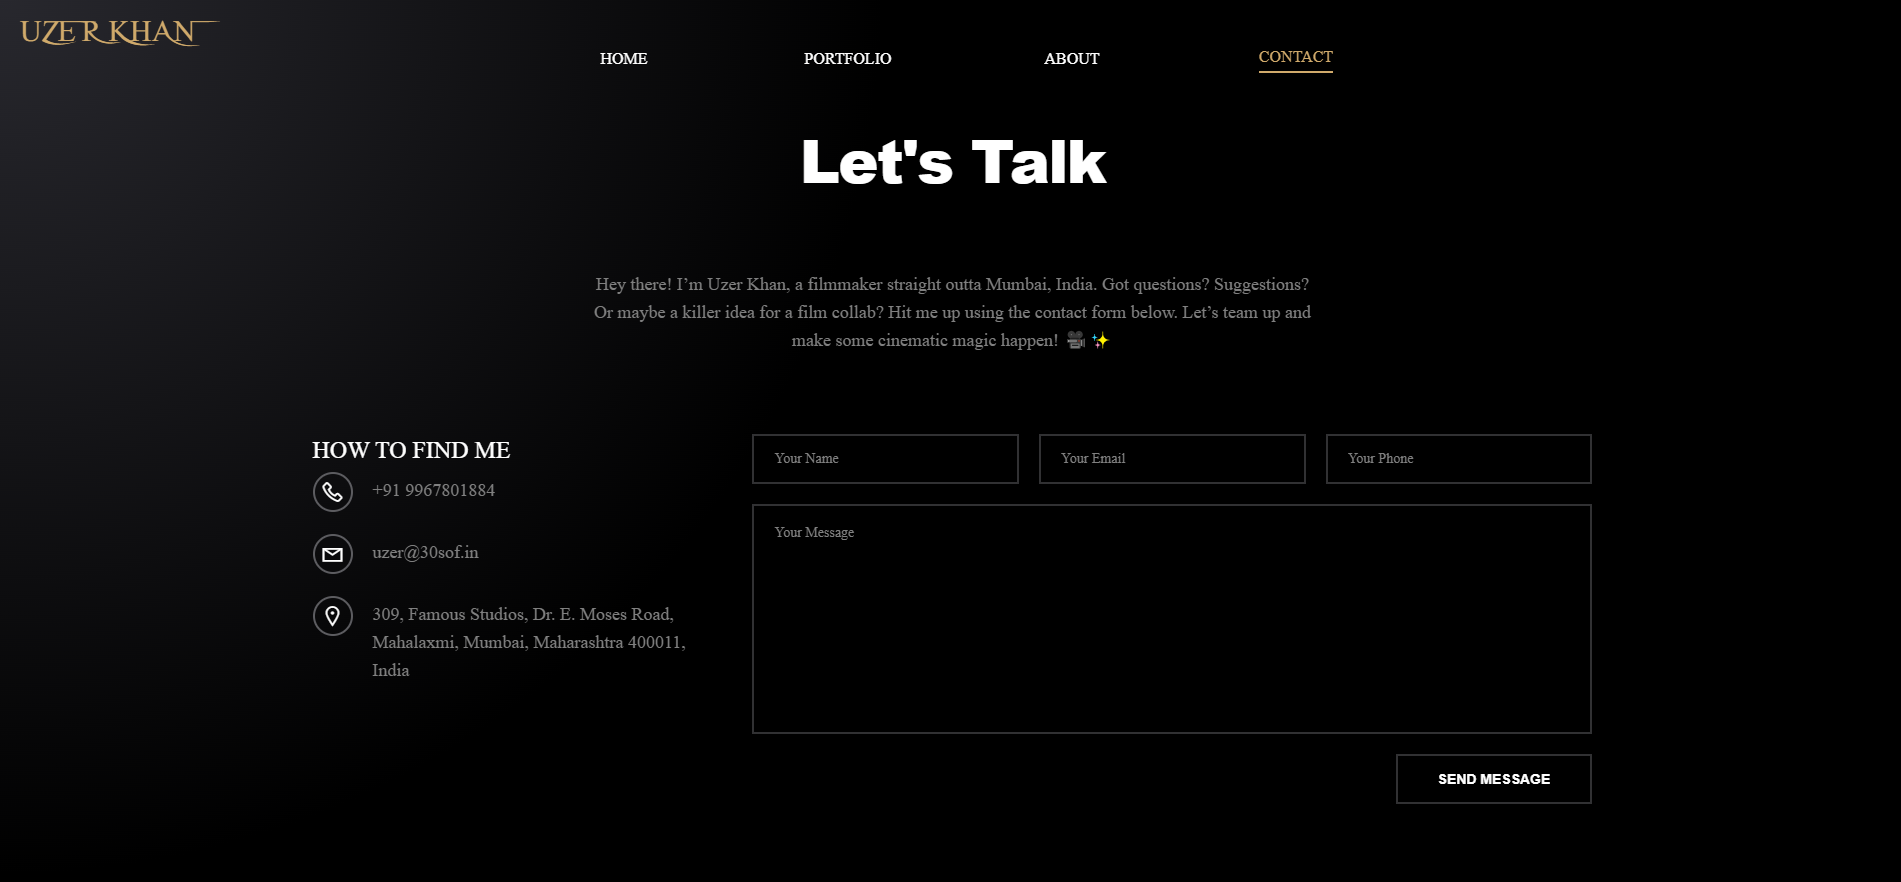 UZER KHAN
HOME PORTFOLIO ABOUT CONTACT
Let's Talk
Hey there! I’m Uzer Khan, a filmmaker straight outta Mumbai, India. Got questions? Suggestions?
Or maybe a killer idea for a film collab? Hit me up using the contact form below. Let’s team up and
make some cinematic magic happen! 🎥 ✨
HOW TO FIND ME
+91 9967801884
uzer@30sof.in
309, Famous Studios, Dr. E. Moses Road,
Mahalaxmi, Mumbai, Maharashtra 400011,
India
Your Name Your Email Your Phone
Your Message
SEND MESSAGE